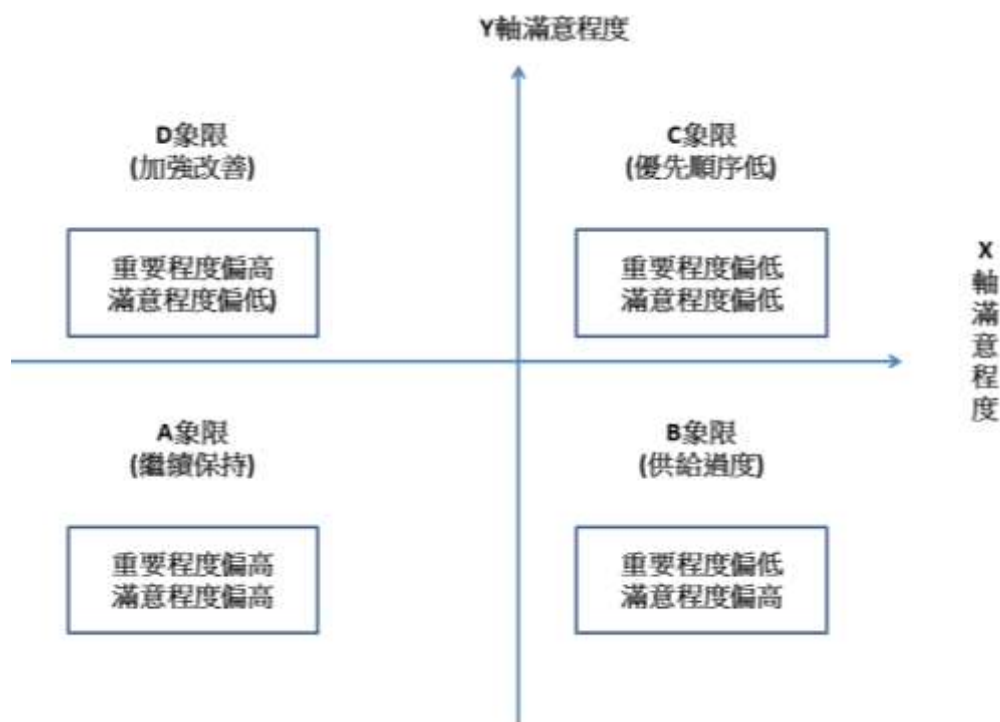 Y軸滿意程度
D象限
(加強改善)
C象限
(優先順序低)
重要程度偏高
滿意程度偏低)
重要程度偏低
滿意程度偏低
X
軸
滿
意
程
度
A象限
(繼續保持)
B象限
(供給過度)
重要程度偏高
滿意程度偏高
重要程度偏低
滿意程度偏高